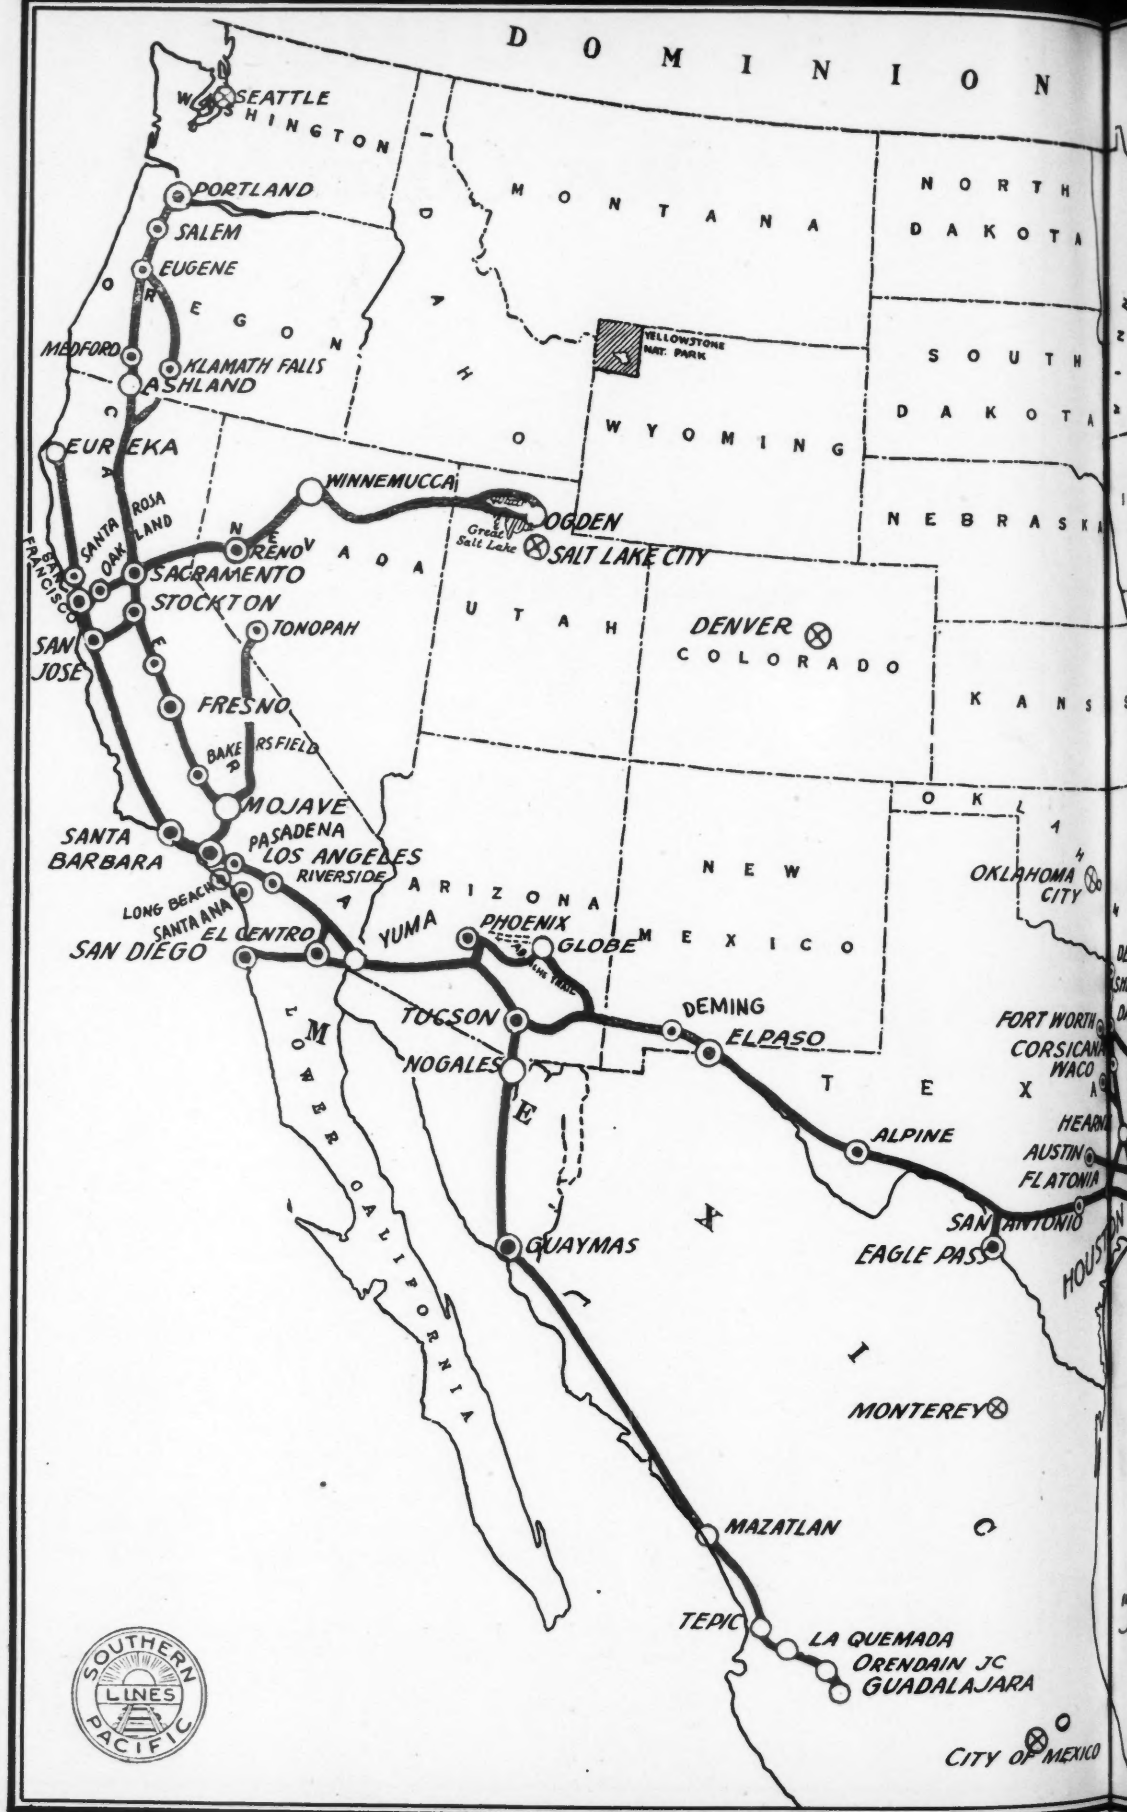 DOMINION
SEATTLE
WASHINGTON
PORTLAND
SALEM
EUGENE
OREGON
MEDFORD
KLAMATH FALLS
ASHLAND
IDAHO
MONTANA
NORTH
DAKOTA
YELLOWSTONE
NAT. PARK
SOUTH
DAKOTA
WYOMING
NEBRASKA
EUREKA
WINNEMUCCA
OGDEN
Great
Salt Lake
SALT LAKE CITY
SANTA ROSA
OAKLAND
SAN
FRANCISCO
NEVADA
RENO
SACRAMENTO
STOCKTON
TONOPAH
SAN
JOSE
UTAH
DENVER
COLORADO
KANS
FRESNO
BAKERSFIELD
MOJAVE
PASADENA
SANTA
BARBARA
LOS ANGELES
RIVERSIDE
LONG BEACH
SANTA ANA
EL CENTRO
SAN DIEGO
YUMA
ARIZONA
PHOENIX
GLOBE
NEW
MEXICO
OKL
A
OKLAHOMA
CITY
TUCSON
NOGALES
DEMING
EL PASO
FORT WORTH
CORSICANA
WACO
TEXA
HEARNE
AUSTIN
FLATONIA
ALPINE
SAN ANTONIO
EAGLE PASS
HOUSTON
LOWER CALIFORNIA
MEXICO
GUAYMAS
MONTEREY
MAZATLAN
TEPIC
LA QUEMADA
ORENDAIN JC
GUADALAJARA
CITY OF MEXICO
SOUTHERN
LINES
PACIFIC